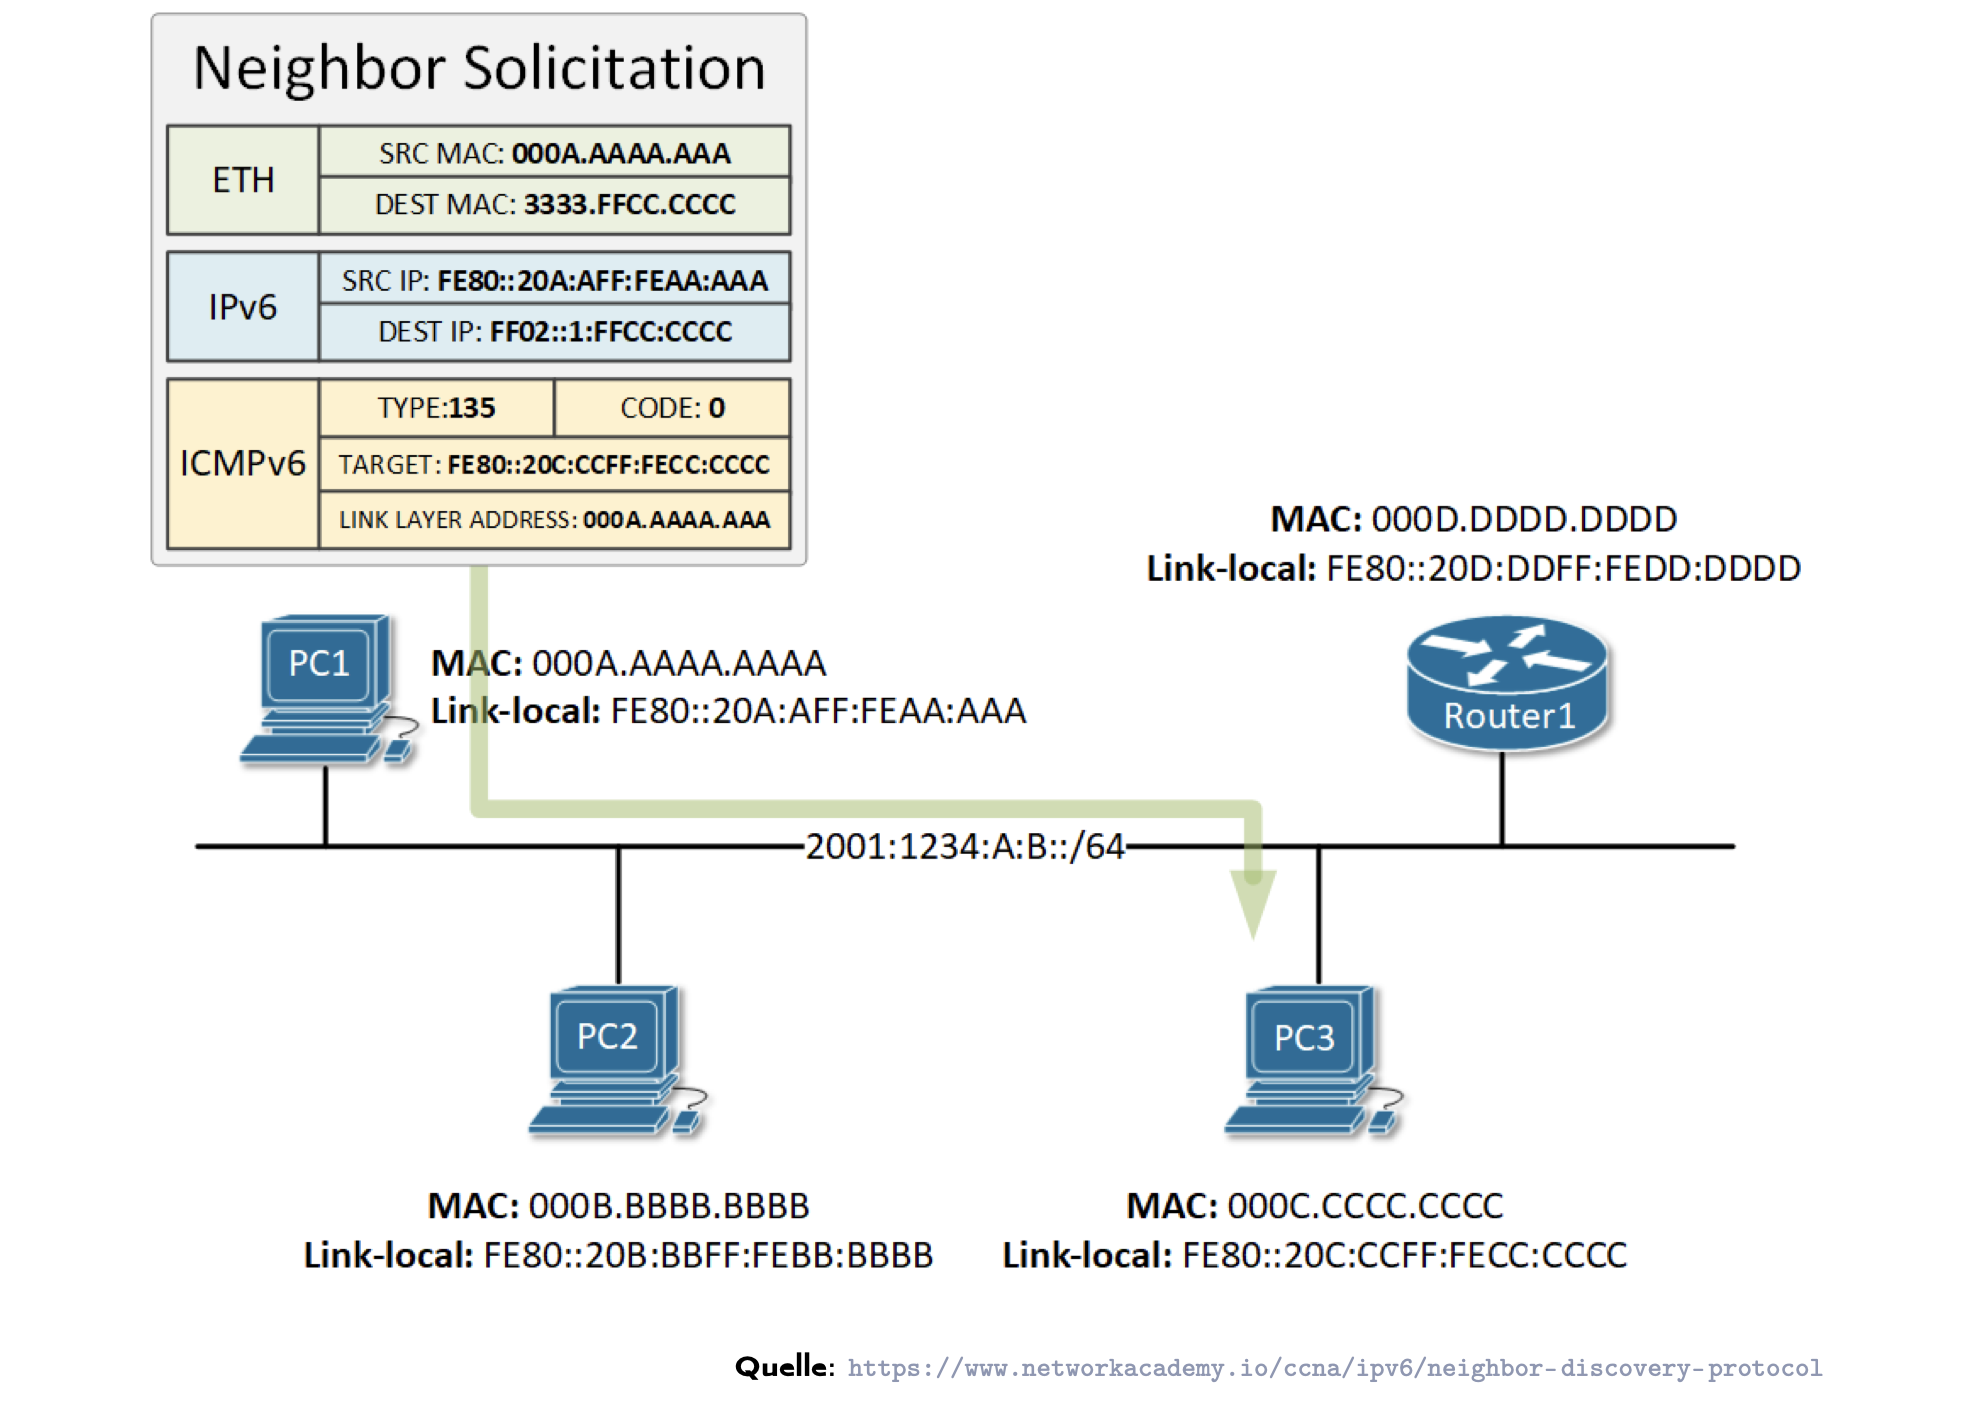 Neighbor Solicitation
ETH
SRC MAC: 000A.AAAA.AAA
DEST MAC: 3333.FFCC.CCCC
IPv6
SRC IP: FE80::20A:AFF:FEAA:AAA
DEST IP: FF02::1:FFCC:CCCC
ICMPv6
TYPE:135
CODE: 0
TARGET: FE80::20C:CCFF:FECC:CCCC
LINK LAYER ADDRESS: 000A.AAAA.AAA
MAC: 000D.DDDD.DDDD
Link-local: FE80::20D:DDFF:FEDD:DDDD
PC1
MAC: 000A.AAAA.AAAA
Link-local: FE80::20A:AFF:FEAA:AAA
Router1
2001:1234:A:B::/64
PC2
PC3
MAC: 000B.BBBB.BBBB
Link-local: FE80::20B:BBFF:FEBB:BBBB
MAC: 000C.CCCC.CCCC
Link-local: FE80::20C:CCFF:FECC:CCCC
Quelle: https://www.networkacademy.io/ccna/ipv6/neighbor-discovery-protocol